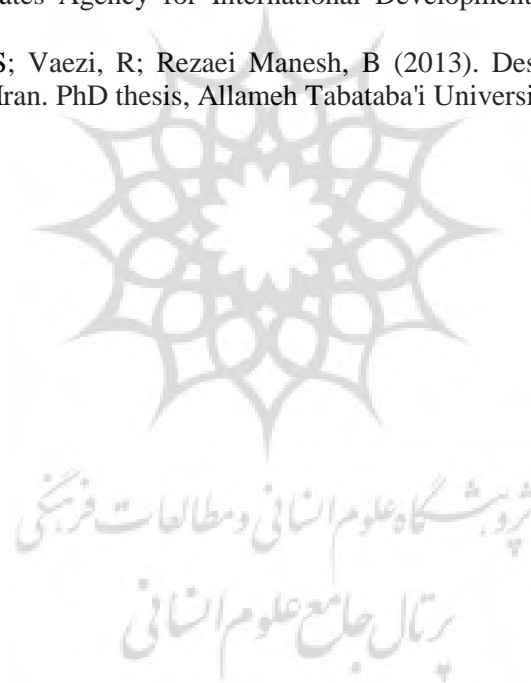 ates Agency for International Development
S; Vaezi, R; Rezaei Manesh, B (2013). Des
Iran. PhD thesis, Allameh Tabataba'i Universi
پژوهشگاه علوم انسانی و مطالعات فرهنگی
پرتال جامع علوم انسانی